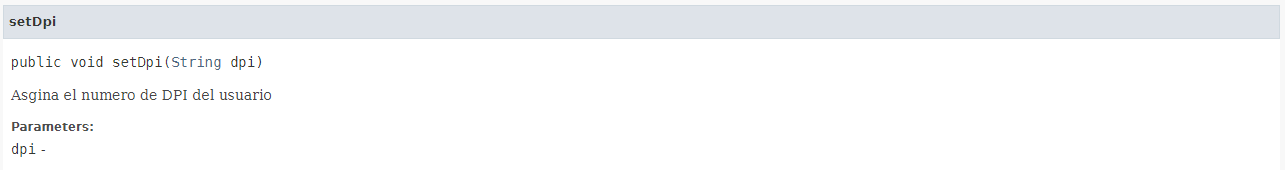 setDpi
public void setDpi(String dpi)
Asgina el numero de DPI del usuario
Parameters:
dpi -